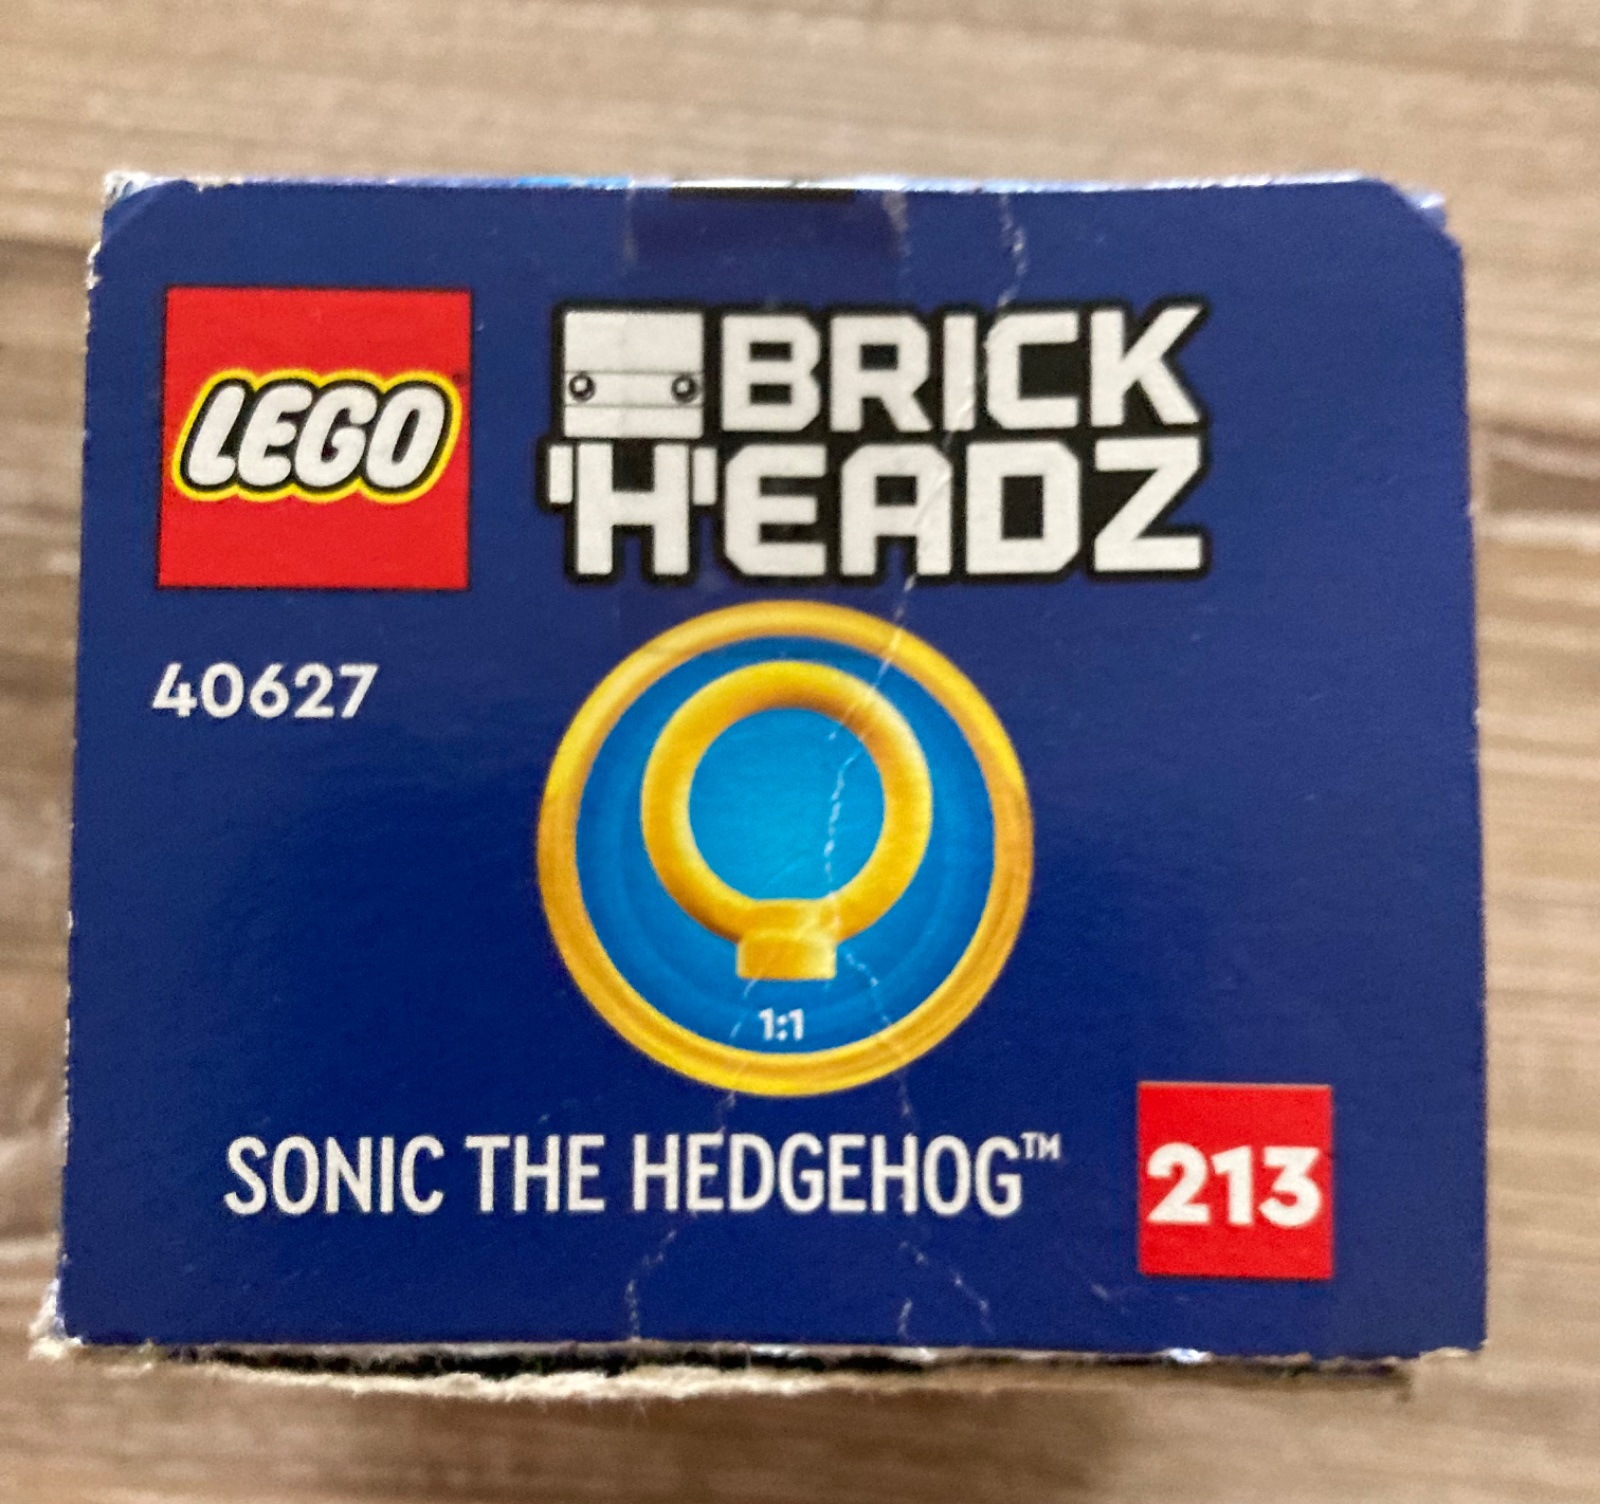 LEGO
BRICK
HEADZ
40627
1:1
SONIC THE HEDGEHOG™
213